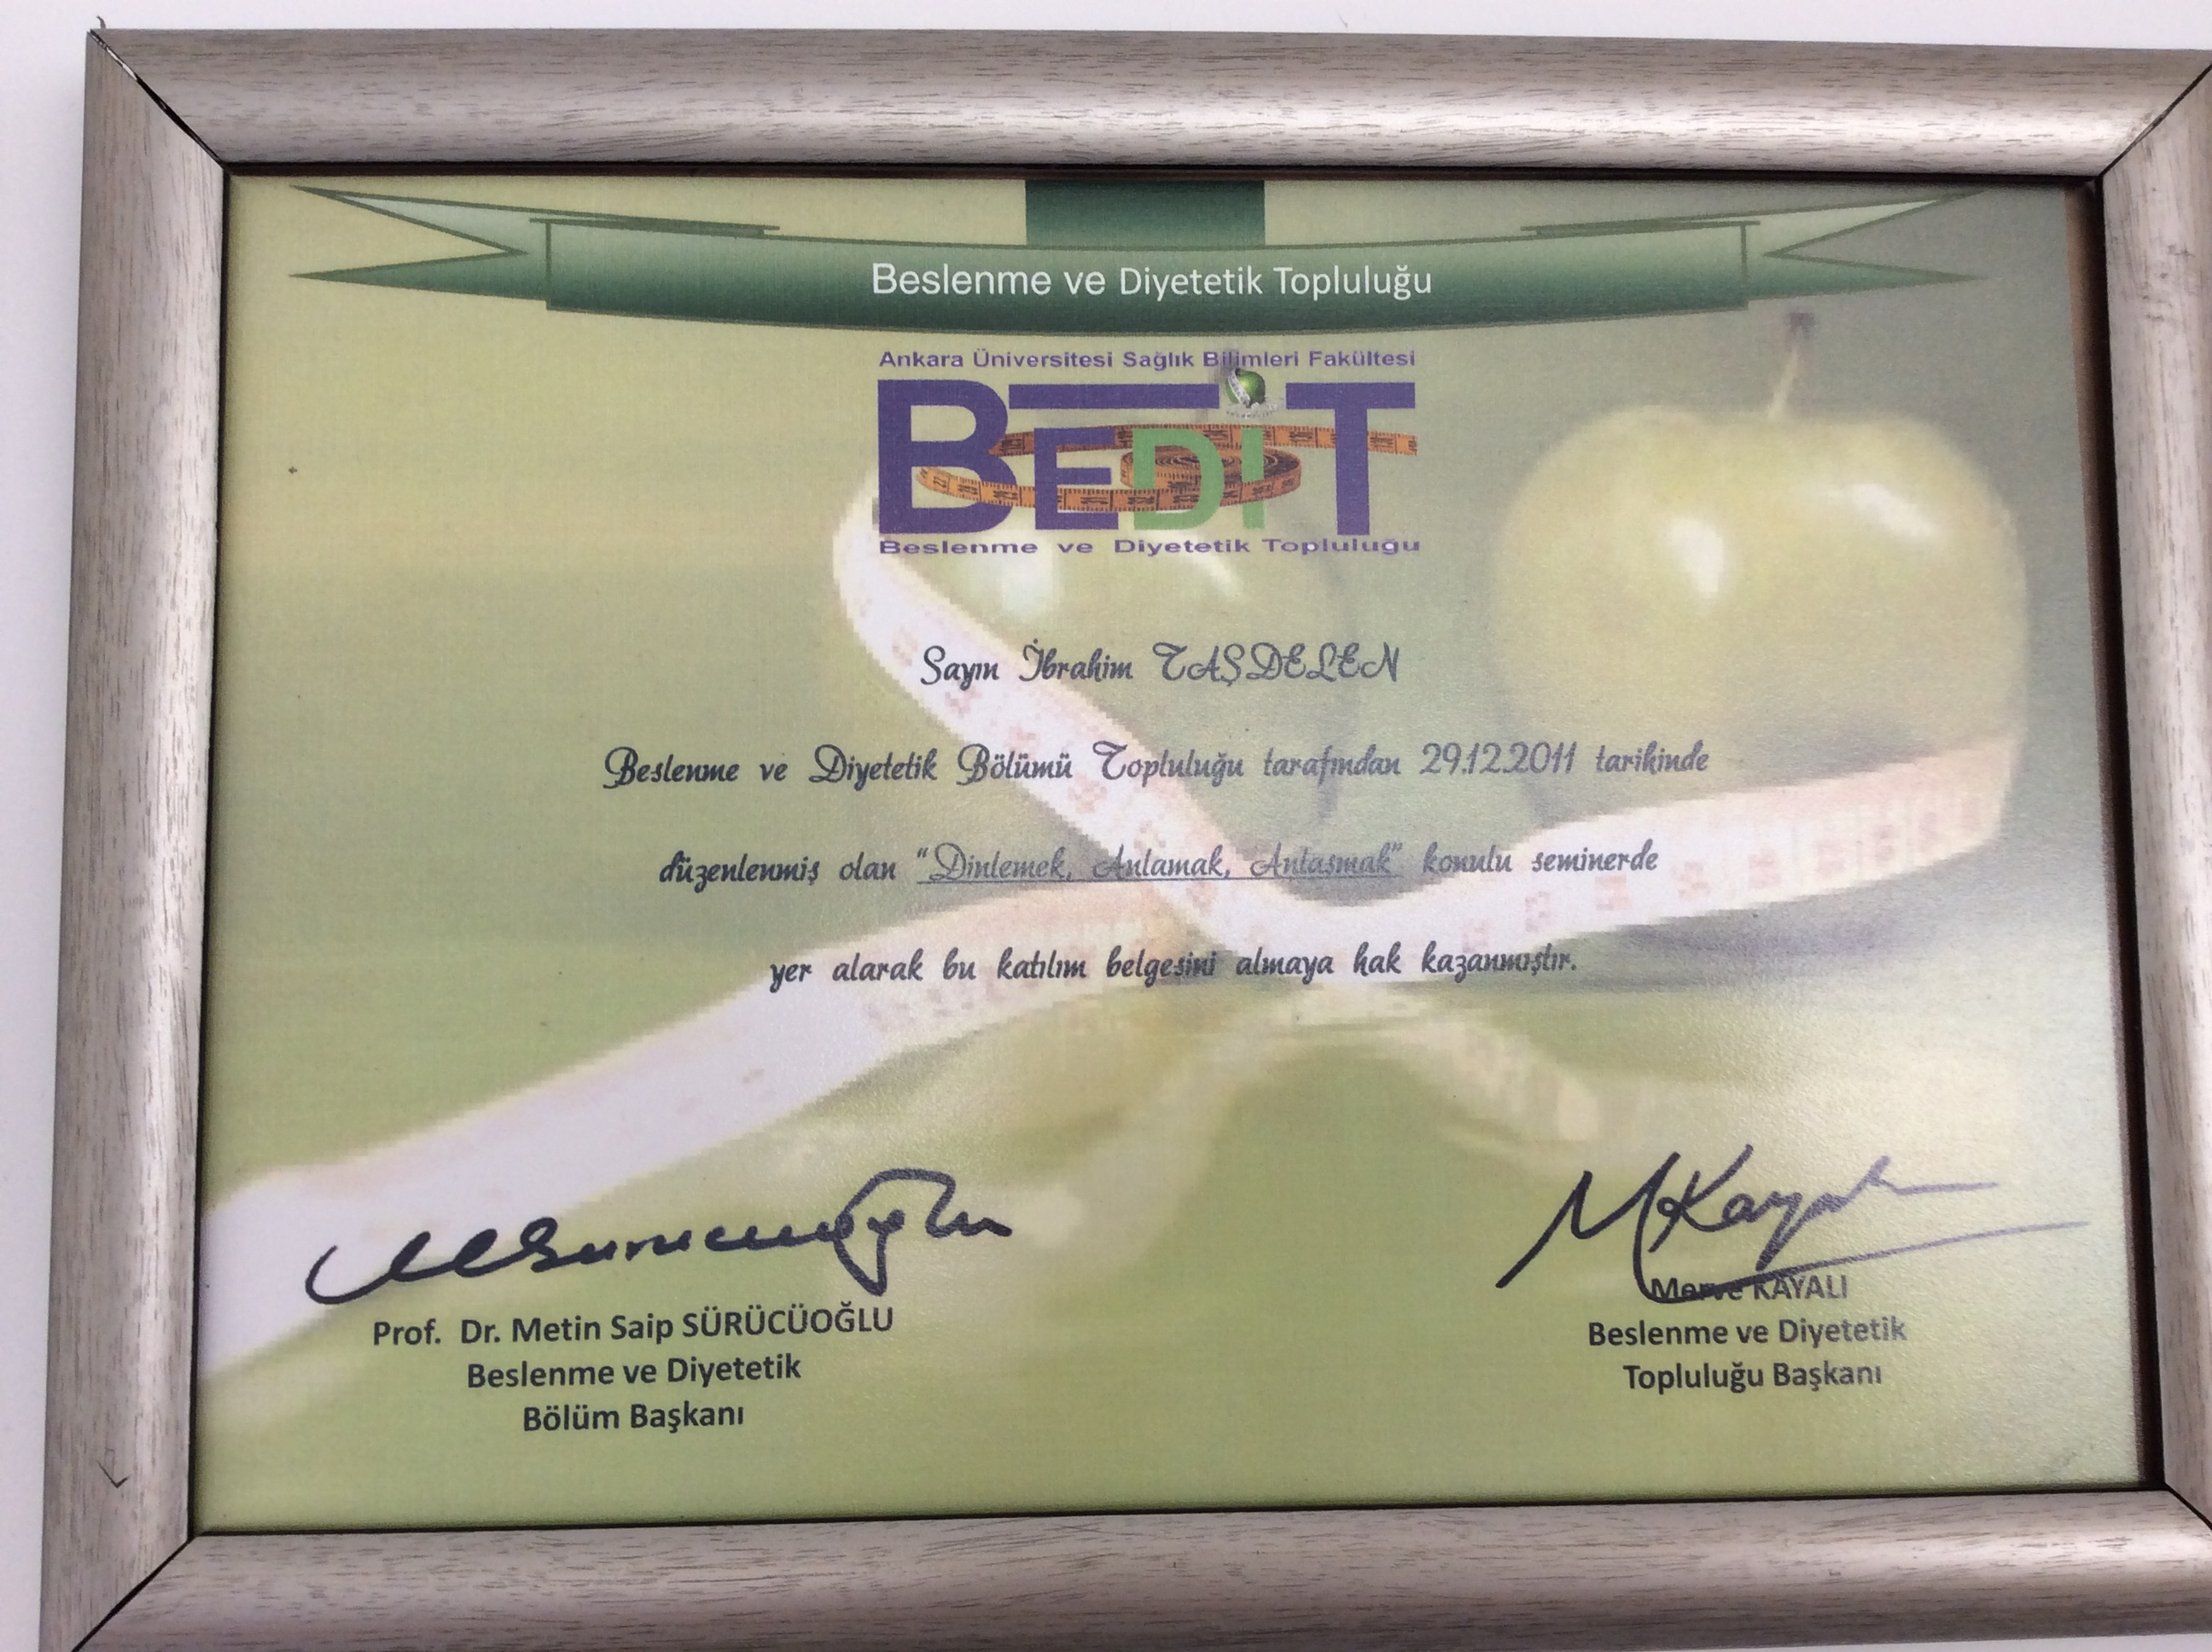 Beslenme ve Diyetetik Topluluğu
Ankara Üniversitesi Sağlık Bilimleri Fakültesi
BEDİT
Beslenme ve Diyetetik Topluluğu
Sayın İbrahim TAŞDELEN
Beslenme ve Diyetetik Bölümü Topluluğu tarafından 29.12.2011 tarihinde
düzenlenmiş olan "Dinlemek, Anlamak, Anlaşmak" konulu seminerde
yer alarak bu katılım belgesini almaya hak kazanmıştır.
Prof. Dr. Metin Saip SÜRÜCÜOĞLU
Beslenme ve Diyetetik
Bölüm Başkanı
MKayalı
Merve KAYALI
Beslenme ve Diyetetik
Topluluğu Başkanı